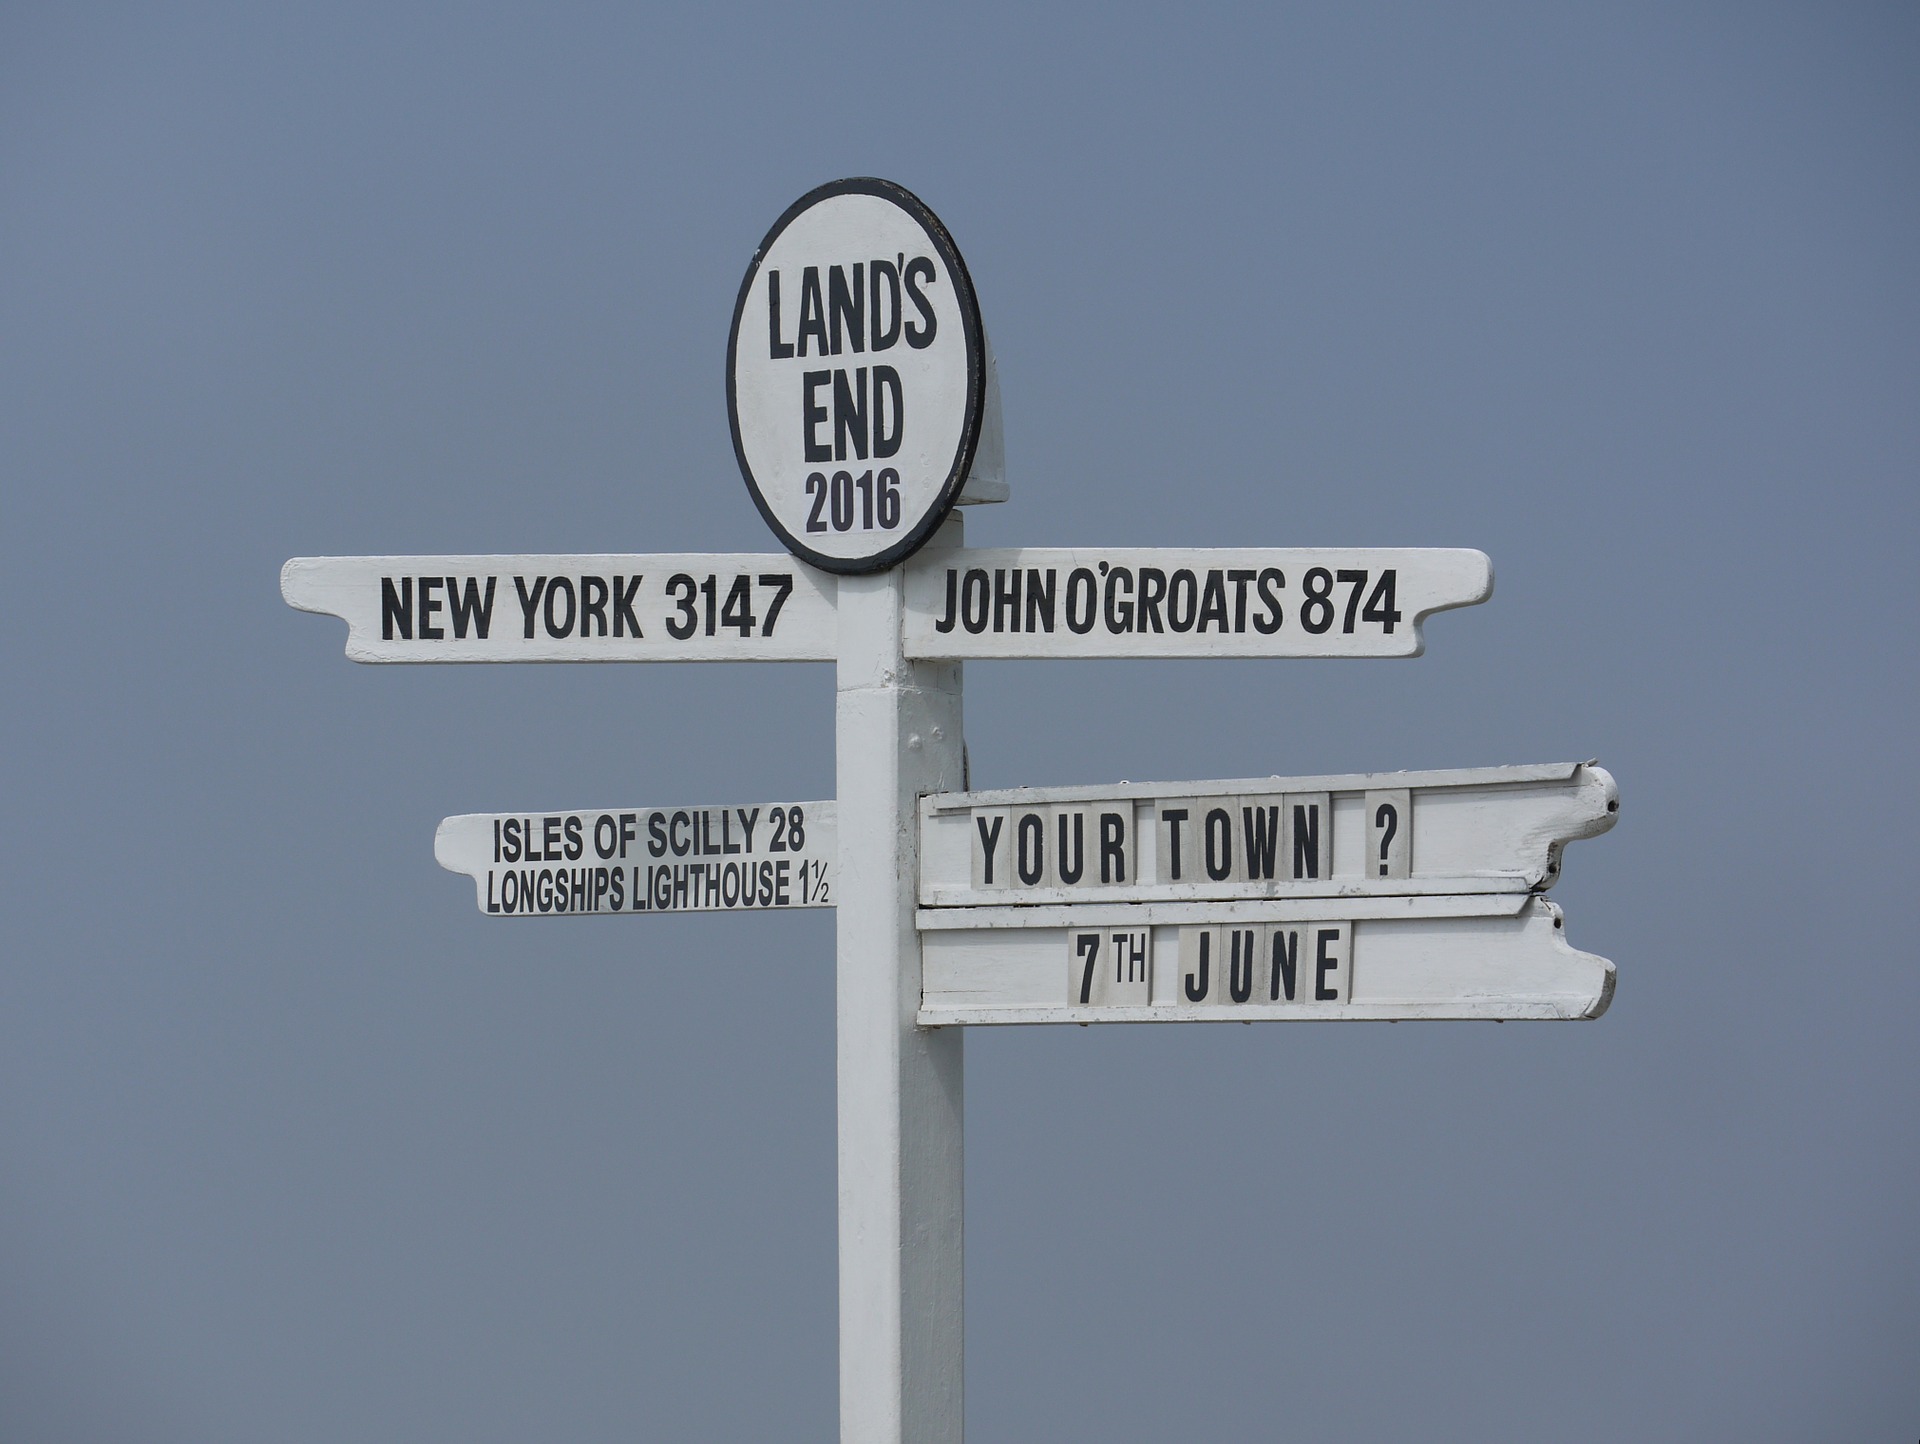 LAND'S
END
2016
NEW YORK 3147
JOHN O'GROATS 874
ISLES OF SCILLY 28
LONGSHIPS LIGHTHOUSE 1½
YOUR TOWN ?
7TH JUNE